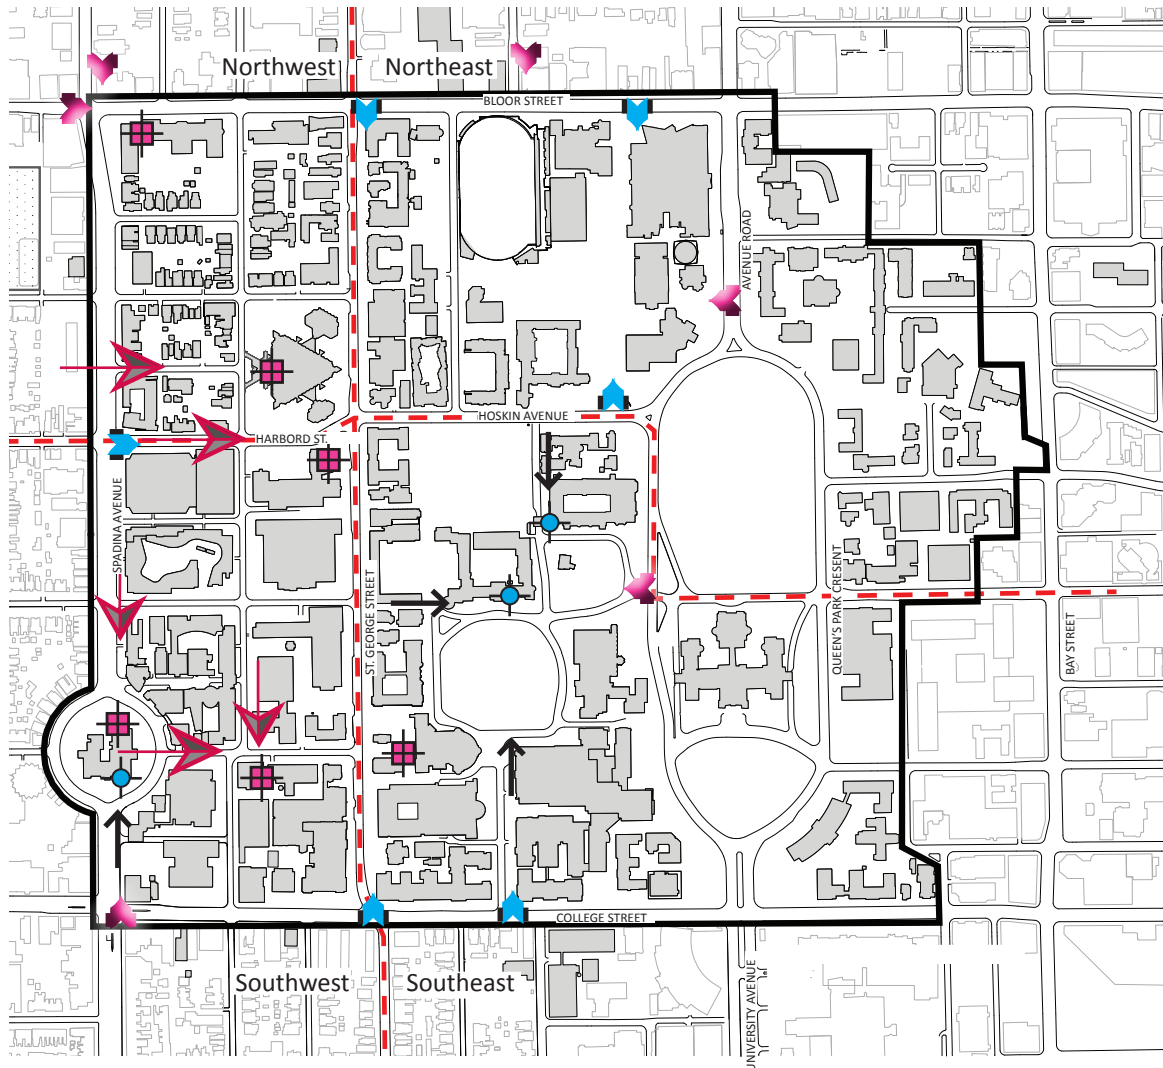 Northwest
Northeast
BLOOR STREET
AVENUE ROAD
HOSKIN AVENUE
HARBORD ST.
SPADINA AVENUE
ST. GEORGE STREET
QUEEN'S PARK CRESENT
BAY STREET
COLLEGE STREET
Southwest
Southeast
UNIVERSITY AVENUE